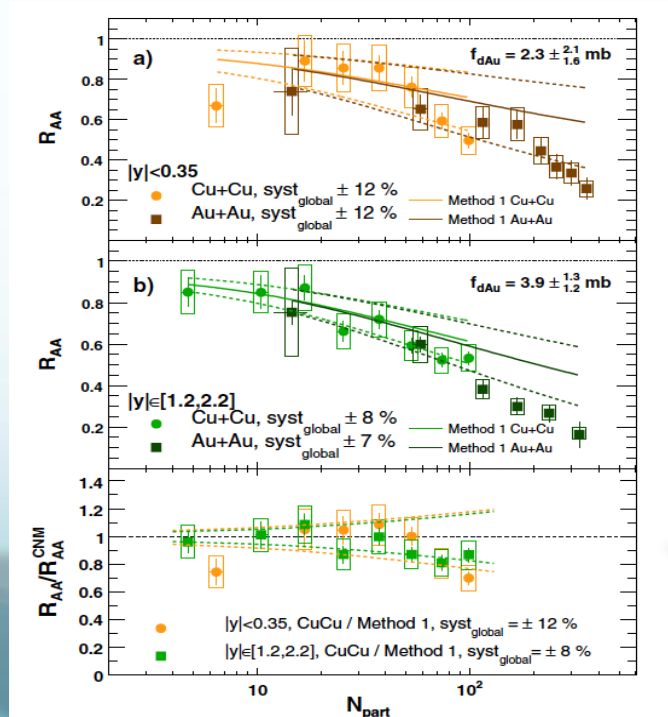 a)
f_dAu = 2.3 ± 2.1 1.6 mb
R_AA
1
0.8
0.6
0.4
0.2
|y|<0.35
Cu+Cu, syst_global ± 12 %
Method 1 Cu+Cu
Au+Au, syst_global ± 12 %
Method 1 Au+Au
b)
f_dAu = 3.9 ± 1.3 1.2 mb
R_AA
1
0.8
0.6
0.4
0.2
|y|∈[1.2,2.2]
Cu+Cu, syst_global ± 8 %
Method 1 Cu+Cu
Au+Au, syst_global ± 7 %
Method 1 Au+Au
R_AA/R_AA^CNM
1.4
1.2
1
0.8
0.6
0.4
0.2
0
|y|<0.35, CuCu / Method 1, syst_global = ± 12 %
|y|∈[1.2,2.2], CuCu / Method 1, syst_global = ± 8 %
10
10²
N_part